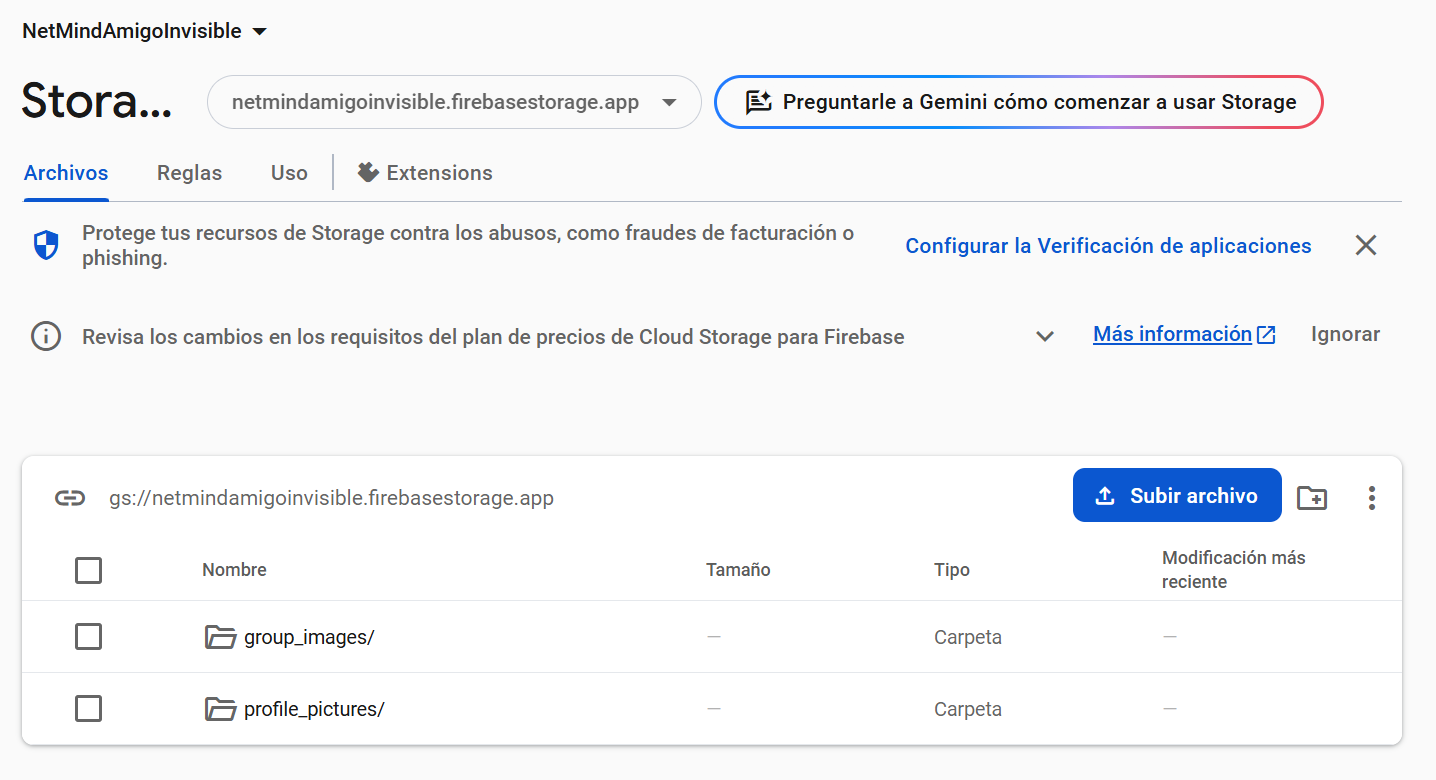 NetMindAmigoInvisible
Stora...
netmindamigoinvisible.firebasestorage.app
Preguntarle a Gemini cómo comenzar a usar Storage
Archivos
Reglas
Uso
Extensions
Protege tus recursos de Storage contra los abusos, como fraudes de facturación o
phishing.
Configurar la Verificación de aplicaciones
Revisa los cambios en los requisitos del plan de precios de Cloud Storage para Firebase
Más información
Ignorar
gs://netmindamigoinvisible.firebasestorage.app
Subir archivo
Nombre
Tamaño
Tipo
Modificación más
reciente
group_images/
—
Carpeta
—
profile_pictures/
—
Carpeta
—